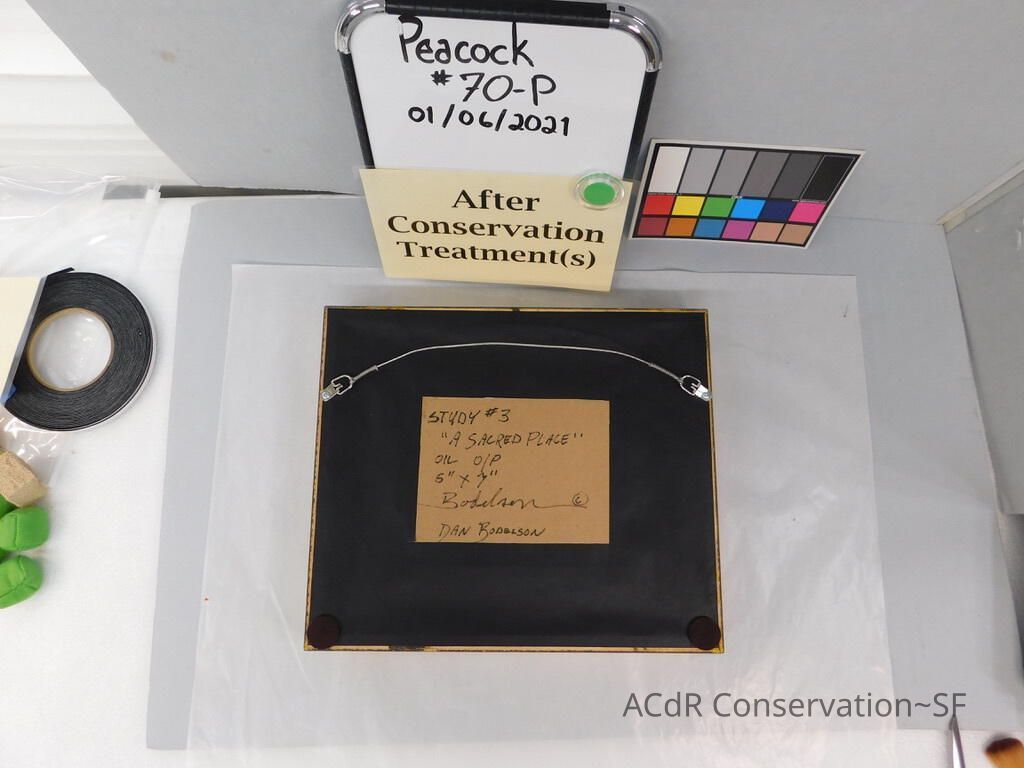 Peacock
#70-P
01/06/2021
After
Conservation
Treatment(s)
STUDY #3
"A SACRED PLACE"
OIL O/P
5" x 7"
Bodelson ©
DAN BODELSON
ACdR Conservation~SF